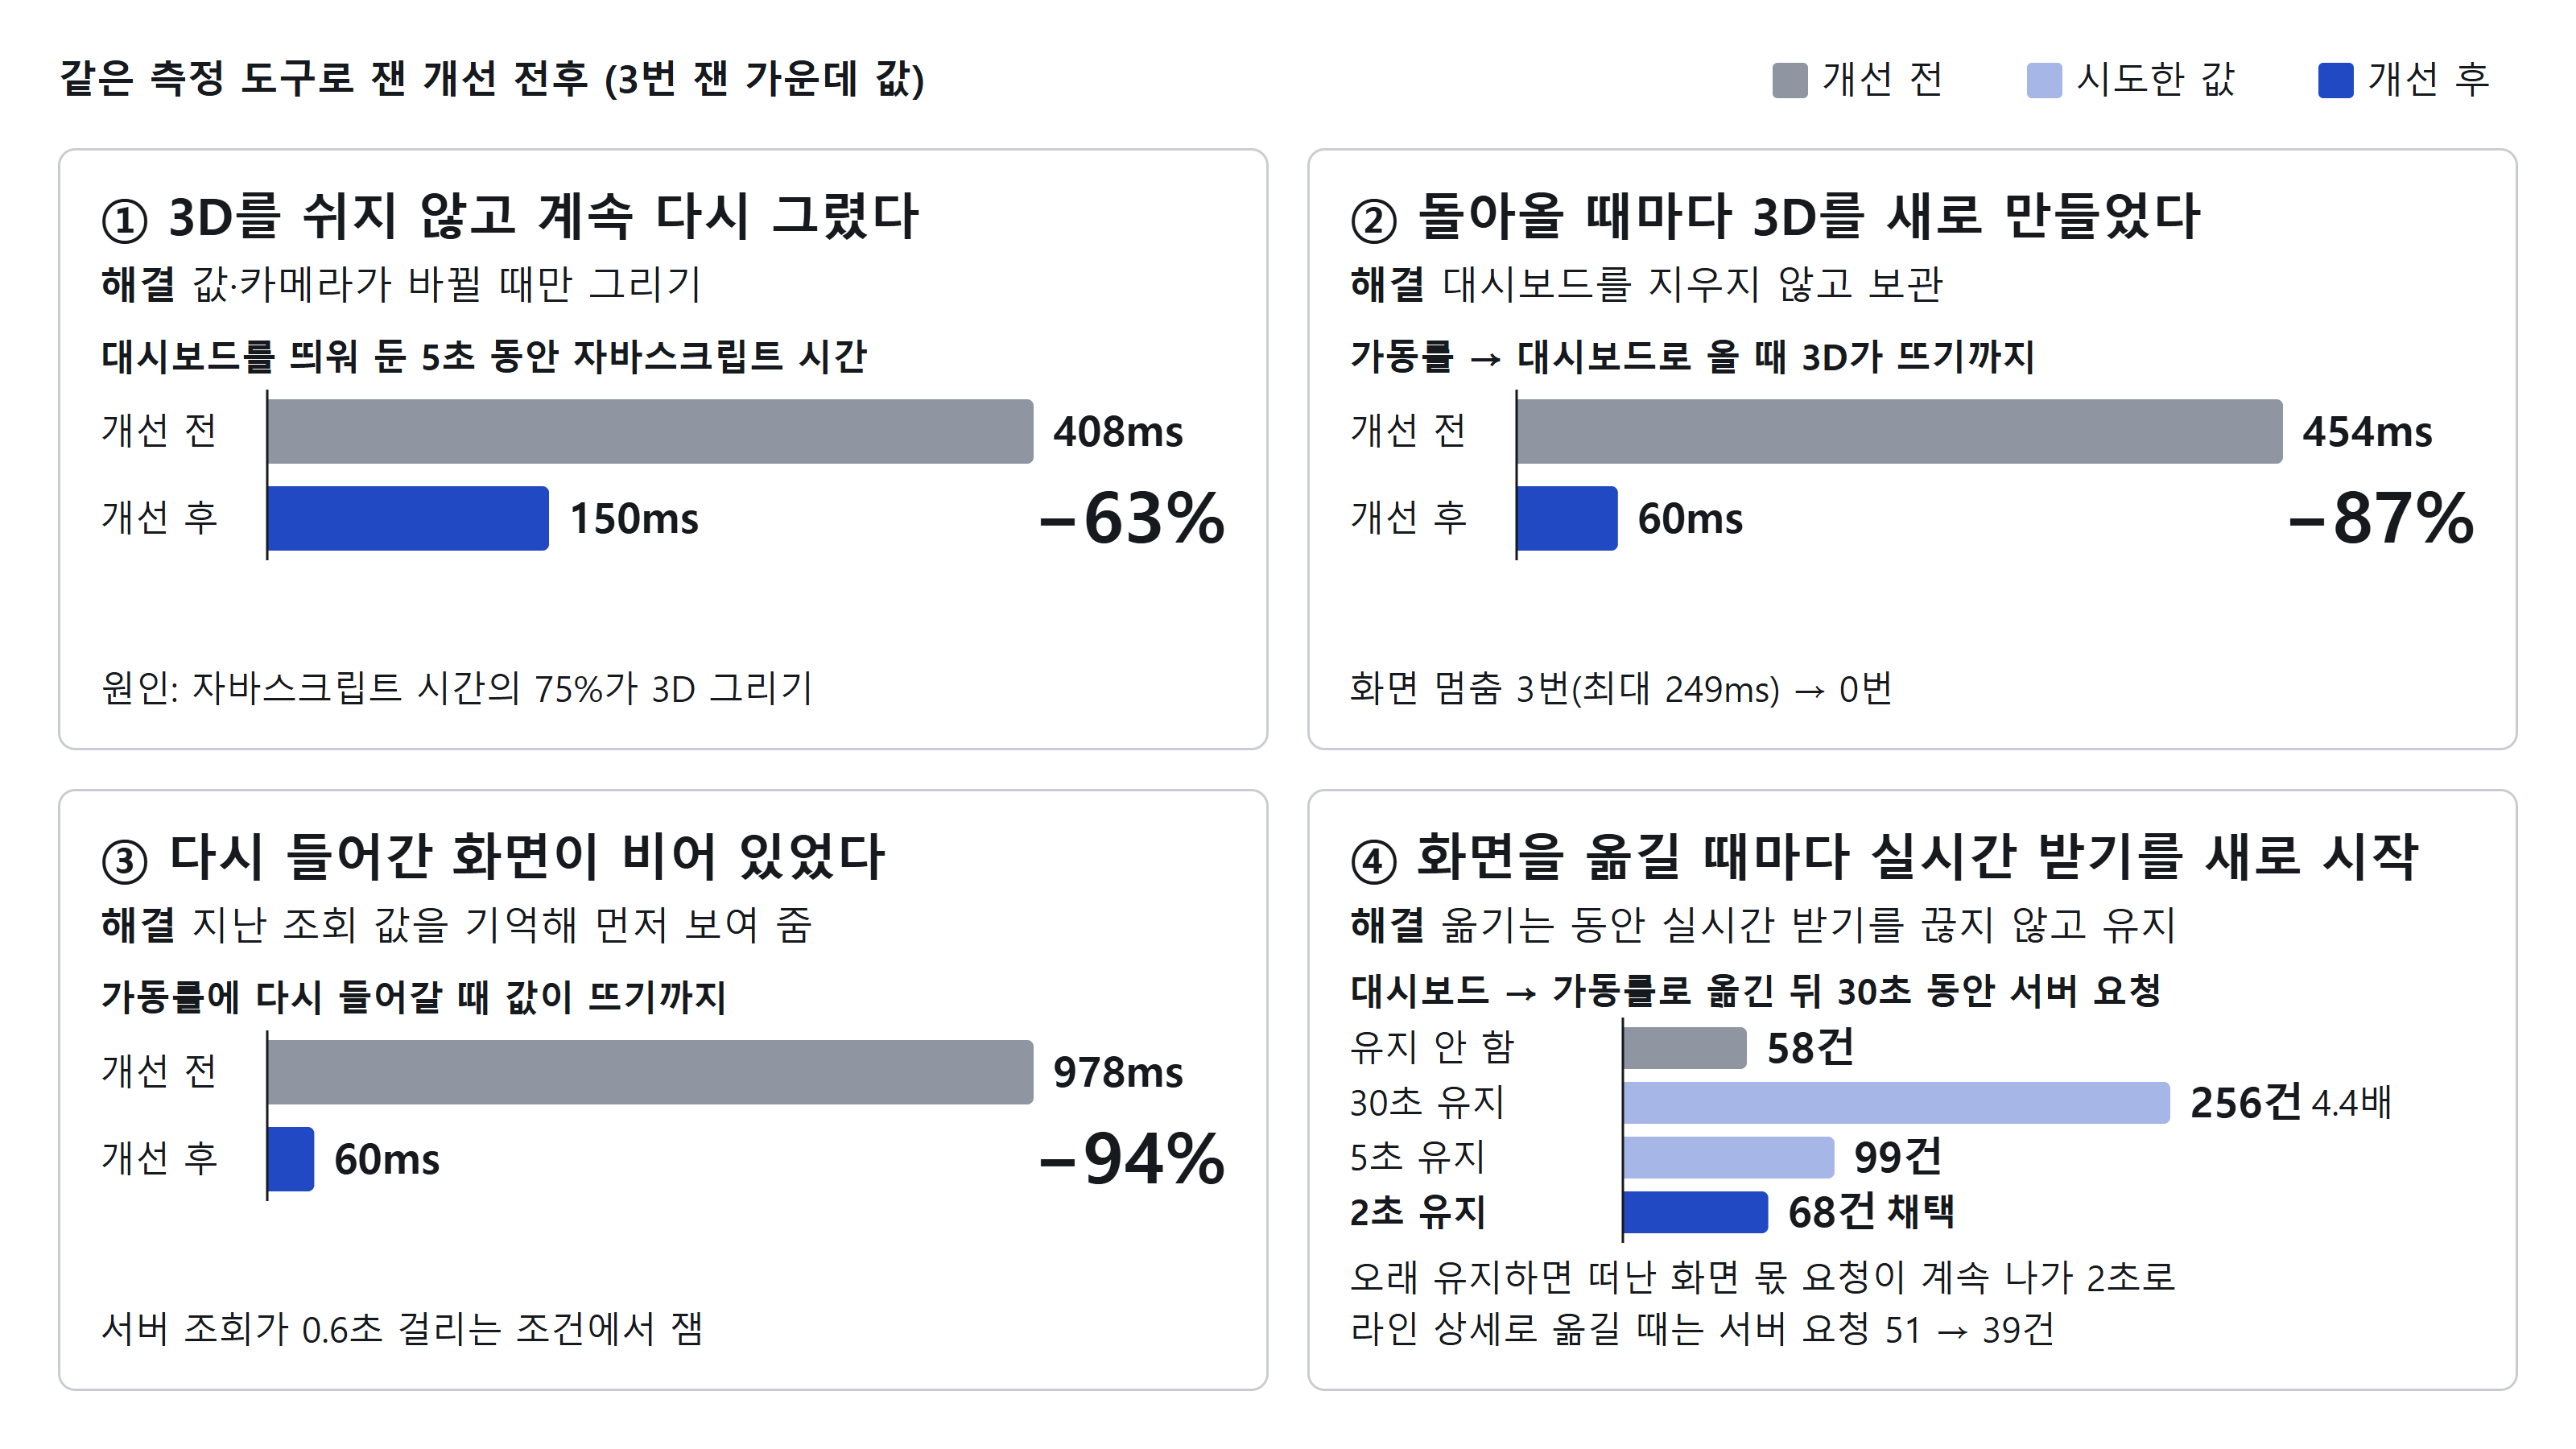 같은 측정 도구로 잰 개선 전후 (3번 잰 가운데 값)
개선 전
시도한 값
개선 후
① 3D를 쉬지 않고 계속 다시 그렸다
해결 값·카메라가 바뀔 때만 그리기
대시보드를 띄워 둔 5초 동안 자바스크립트 시간
개선 전 408ms
개선 후 150ms −63%
원인: 자바스크립트 시간의 75%가 3D 그리기
② 돌아올 때마다 3D를 새로 만들었다
해결 대시보드를 지우지 않고 보관
가동률 → 대시보드로 올 때 3D가 뜨기까지
개선 전 454ms
개선 후 60ms −87%
화면 멈춤 3번(최대 249ms) → 0번
③ 다시 들어간 화면이 비어 있었다
해결 지난 조회 값을 기억해 먼저 보여 줌
가동률에 다시 들어갈 때 값이 뜨기까지
개선 전 978ms
개선 후 60ms −94%
서버 조회가 0.6초 걸리는 조건에서 잼
④ 화면을 옮길 때마다 실시간 받기를 새로 시작
해결 옮기는 동안 실시간 받기를 끊지 않고 유지
대시보드 → 가동률로 옮긴 뒤 30초 동안 서버 요청
유지 안 함 58건
30초 유지 256건 4.4배
5초 유지 99건
2초 유지 68건 채택
오래 유지하면 떠난 화면 몫 요청이 계속 나가 2초로
라인 상세로 옮길 때는 서버 요청 51 → 39건